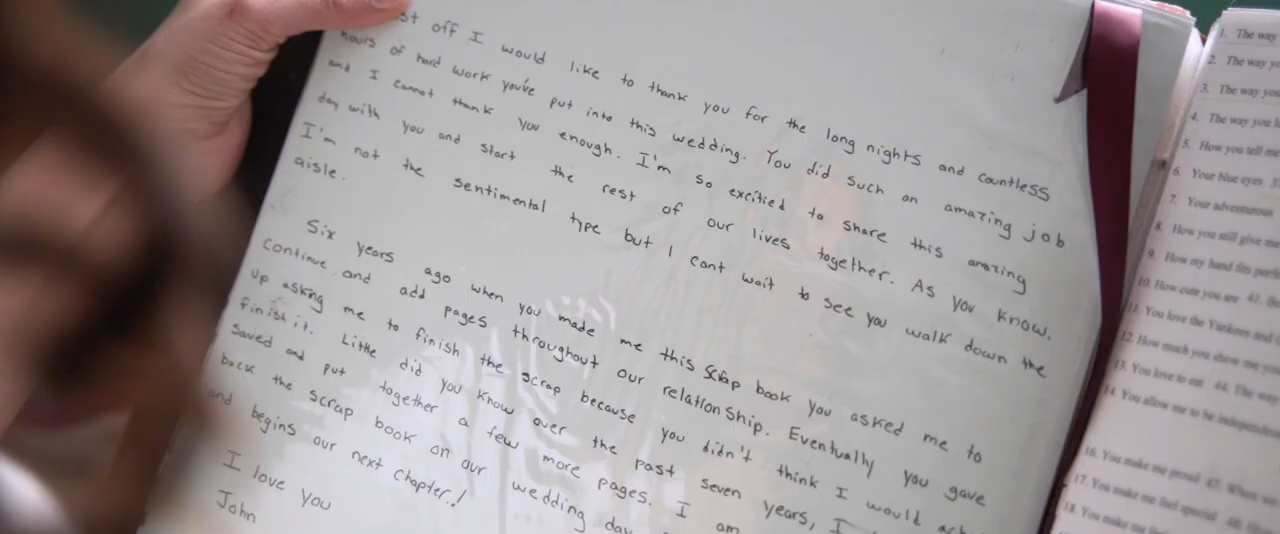 st off I would like to thank you for the long nights and countless
hours of hard work you've put into this wedding. You did such an amazing job
and I cannot thank you enough. I'm so excitied to share this amazing
day with you and start the rest of our lives together. As you know,
I'm not the sentimental type but I cant wait to see you walk down the
aisle.
Six years ago when you made me this scrap book you asked me to
continue and add pages throughout our relationship. Eventually you gave
up asking me to finish the scrap because you didn't think I would
finish it. Little did you know over the past seven years, I
saved and put together a few more pages. I am
back the scrap book on our wedding day
and begins our next chapter!
I love you
John
1. The way
2. The way yo
3. The way you
4. The way you
5. How you tell me
6. Your blue eyes
7. Your adventurous
8. How you still give me
9. How my hand fits
10. How cute you are
11. You love the Yankees and
12. How much you show me
13. You love to eat 44. The way
14. You allow me to be
16. You make me proud 47. When
17. You make me feel special 48.
18. You make me